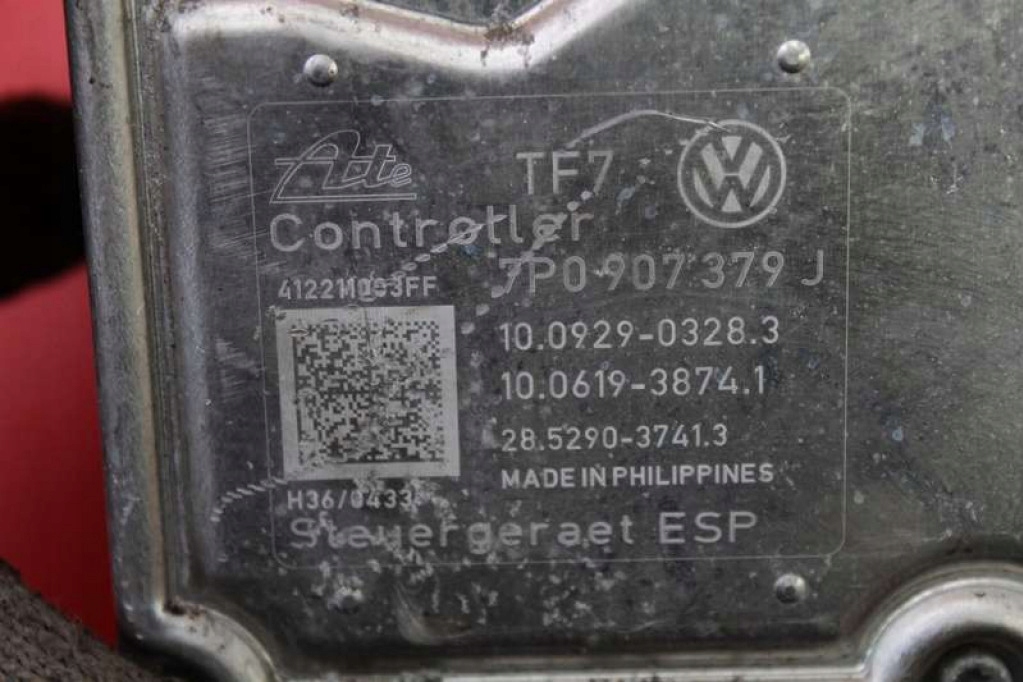 Ate TF7
Controller
7P0 907 379 J
10.0929-0328.3
10.0619-3874.1
28.5290-3741.3
MADE IN PHILIPPINES
H36/0433
Steuergeraet ESP